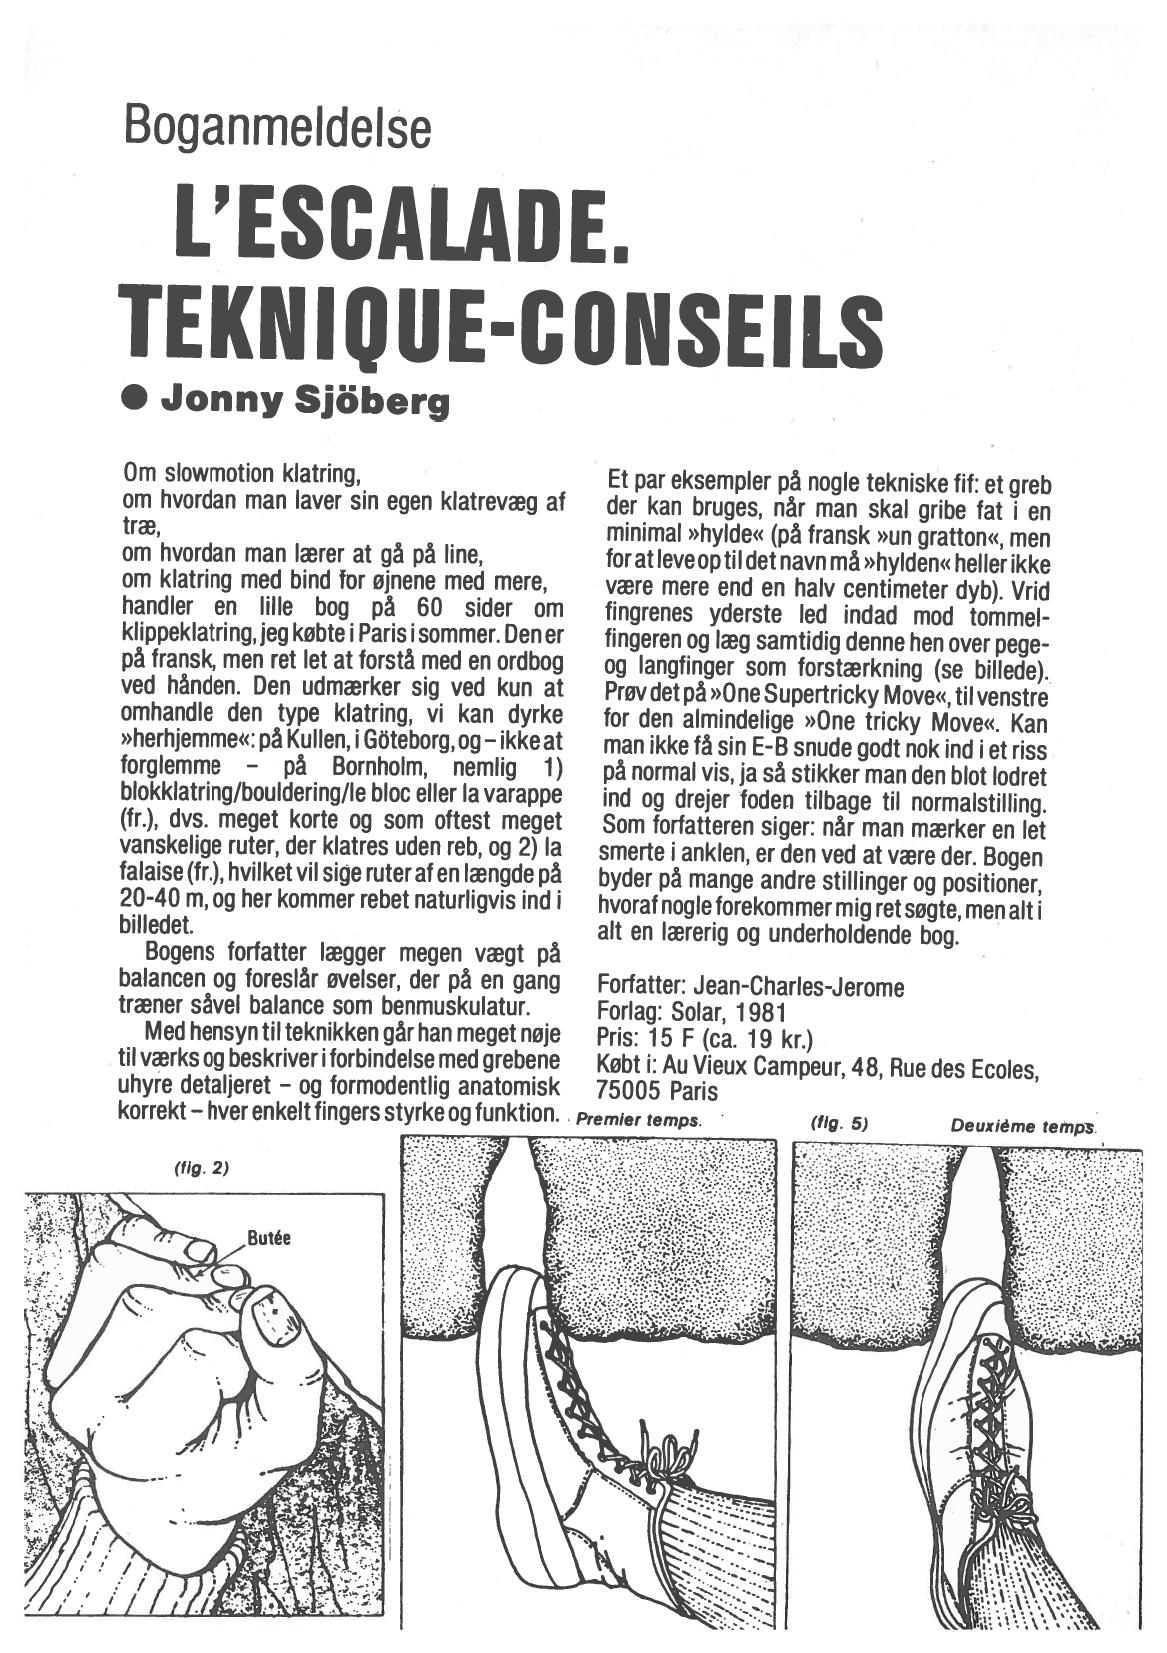 Boganmeldelse
L'ESCALADE.
TEKNIQUE-CONSEILS
● Jonny Sjöberg
Om slowmotion klatring,
om hvordan man laver sin egen klatrevæg af
træ,
om hvordan man lærer at gå på line,
om klatring med bind for øjnene med mere,
handler en lille bog på 60 sider om
klippeklatring, jeg købte i Paris i sommer. Den er
på fransk, men ret let at forstå med en ordbog
ved hånden. Den udmærker sig ved kun at
omhandle den type klatring, vi kan dyrke
»herhjemme«: på Kullen, i Göteborg, og – ikke at
forglemme – på Bornholm, nemlig 1)
blokklatring/bouldering/le bloc eller la varappe
(fr.), dvs. meget korte og som oftest meget
vanskelige ruter, der klatres uden reb, og 2) la
falaise (fr.), hvilket vil sige ruter af en længde på
20-40 m, og her kommer rebet naturligvis ind i
billedet.
Bogens forfatter lægger megen vægt på
balancen og foreslår øvelser, der på en gang
træner såvel balance som benmuskulatur.
Med hensyn til teknikken går han meget nøje
til værks og beskriver i forbindelse med grebene
uhyre detaljeret – og formodentlig anatomisk
korrekt – hver enkelt fingers styrke og funktion.
Et par eksempler på nogle tekniske fif: et greb
der kan bruges, når man skal gribe fat i en
minimal »hylde« (på fransk »un gratton«, men
for at leve op til det navn må »hylden« heller ikke
være mere end en halv centimeter dyb). Vrid
fingrenes yderste led indad mod tommel-
fingeren og læg samtidig denne hen over pege-
og langfinger som forstærkning (se billede).
Prøv det på »One Supertricky Move«, til venstre
for den almindelige »One tricky Move«. Kan
man ikke få sin E-B snude godt nok ind i et riss
på normal vis, ja så stikker man den blot lodret
ind og drejer foden tilbage til normalstilling.
Som forfatteren siger: når man mærker en let
smerte i anklen, er den ved at være der. Bogen
byder på mange andre stillinger og positioner,
hvoraf nogle forekommer mig ret søgte, men alt i
alt en lærerig og underholdende bog.
Forfatter: Jean-Charles-Jerome
Forlag: Solar, 1981
Pris: 15 F (ca. 19 kr.)
Købt i: Au Vieux Campeur, 48, Rue des Ecoles,
75005 Paris
Premier temps.
(fig. 5)
Deuxième temps.
(fig. 2)
Butée